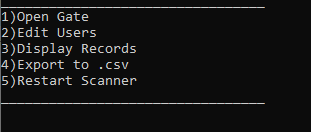 1)Open Gate
2)Edit Users
3)Display Records
4)Export to .csv
5)Restart Scanner